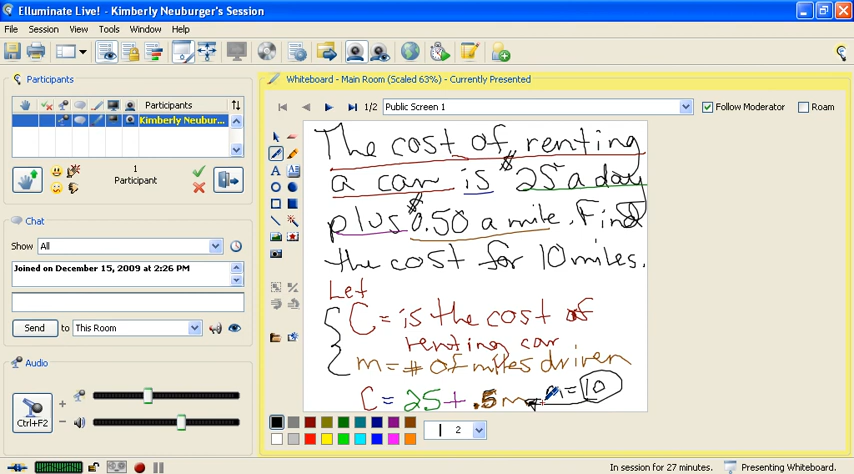 Elluminate Live! - Kimberly Neuburger's Session
File Session View Tools Window Help
Participants
Participants
Kimberly Neubur...
1
Participant
Chat
Show All
Joined on December 15, 2009 at 2:26 PM
Send to This Room
Audio
Ctrl+F2
Whiteboard - Main Room (Scaled 63%) - Currently Presented
1/2 Public Screen 1 Follow Moderator Roam
The cost of renting
a car is $25 a day
plus $0.50 a mile. Find
the cost for 10 miles.
Let
C = is the cost of
renting car
m = # of miles driven
C = 25 + .5m m = 10
2
In session for 27 minutes. Presenting Whiteboard.